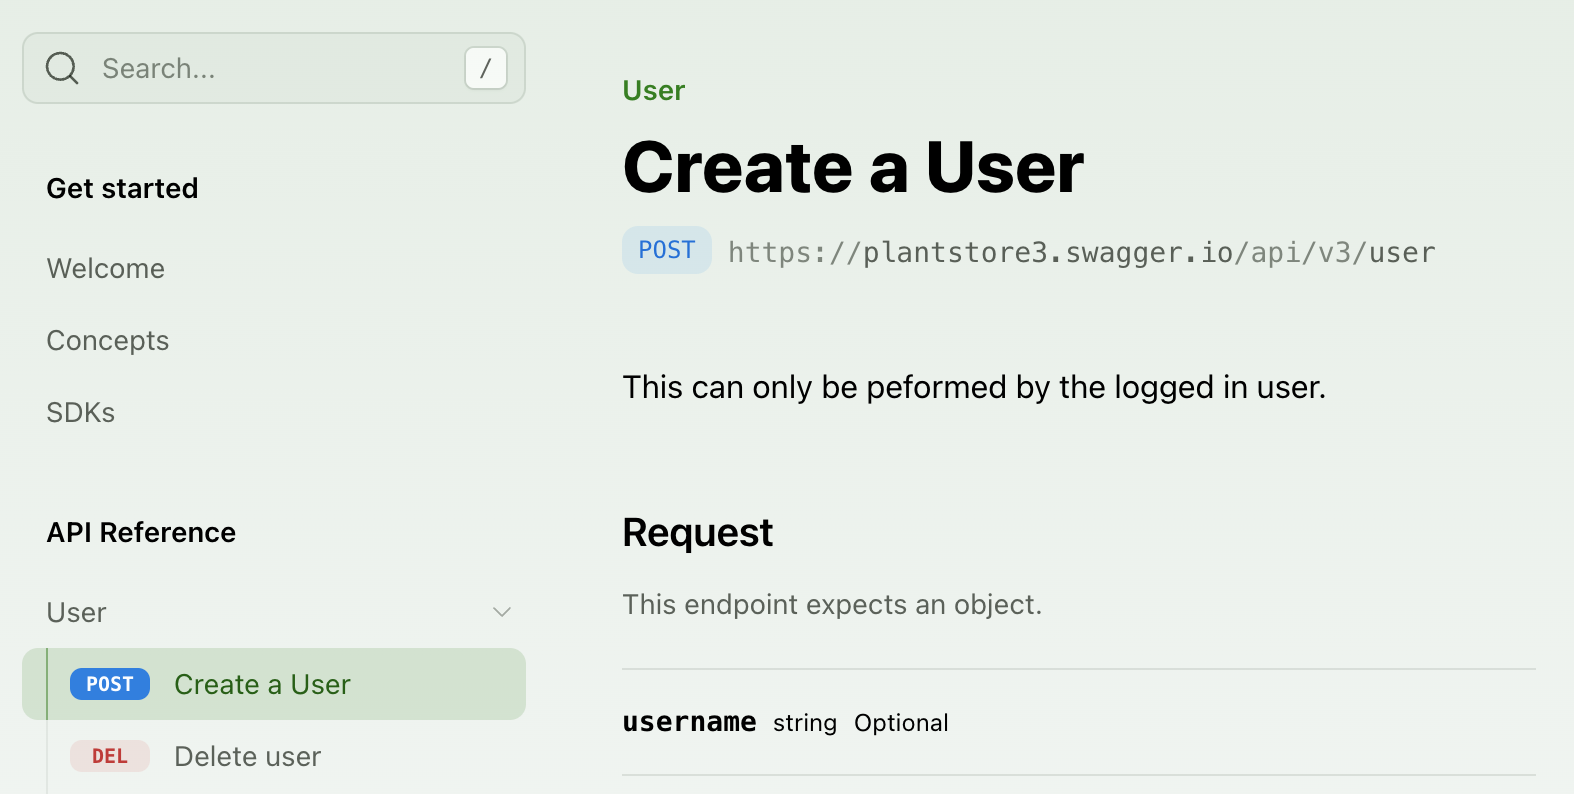 Search...
/
Get started
Welcome
Concepts
SDKs
API Reference
User
POST Create a User
DEL Delete user
User
Create a User
POST https://plantstore3.swagger.io/api/v3/user
This can only be peformed by the logged in user.
Request
This endpoint expects an object.
username string Optional